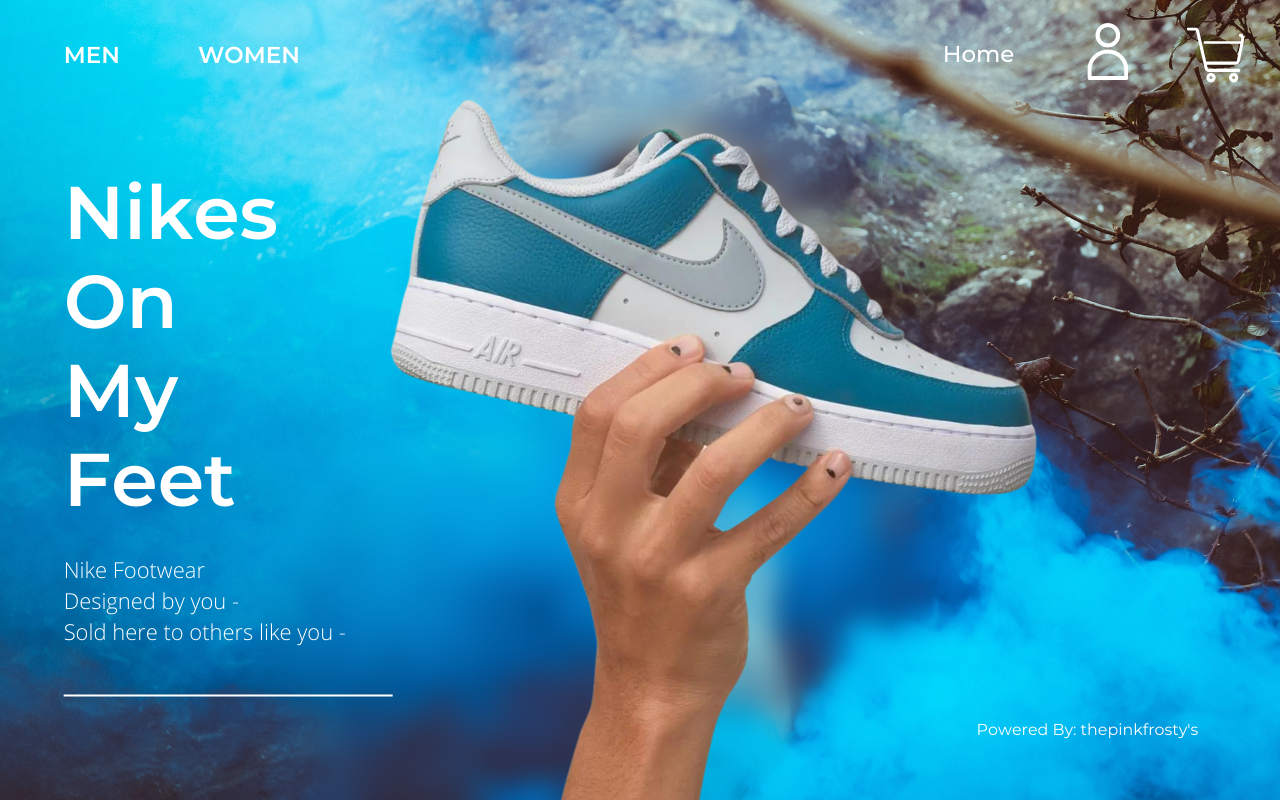 MEN
WOMEN
Home
Nikes
On
My
Feet
AIR
Nike Footwear
Designed by you -
Sold here to others like you -
Powered By: thepinkfrosty's